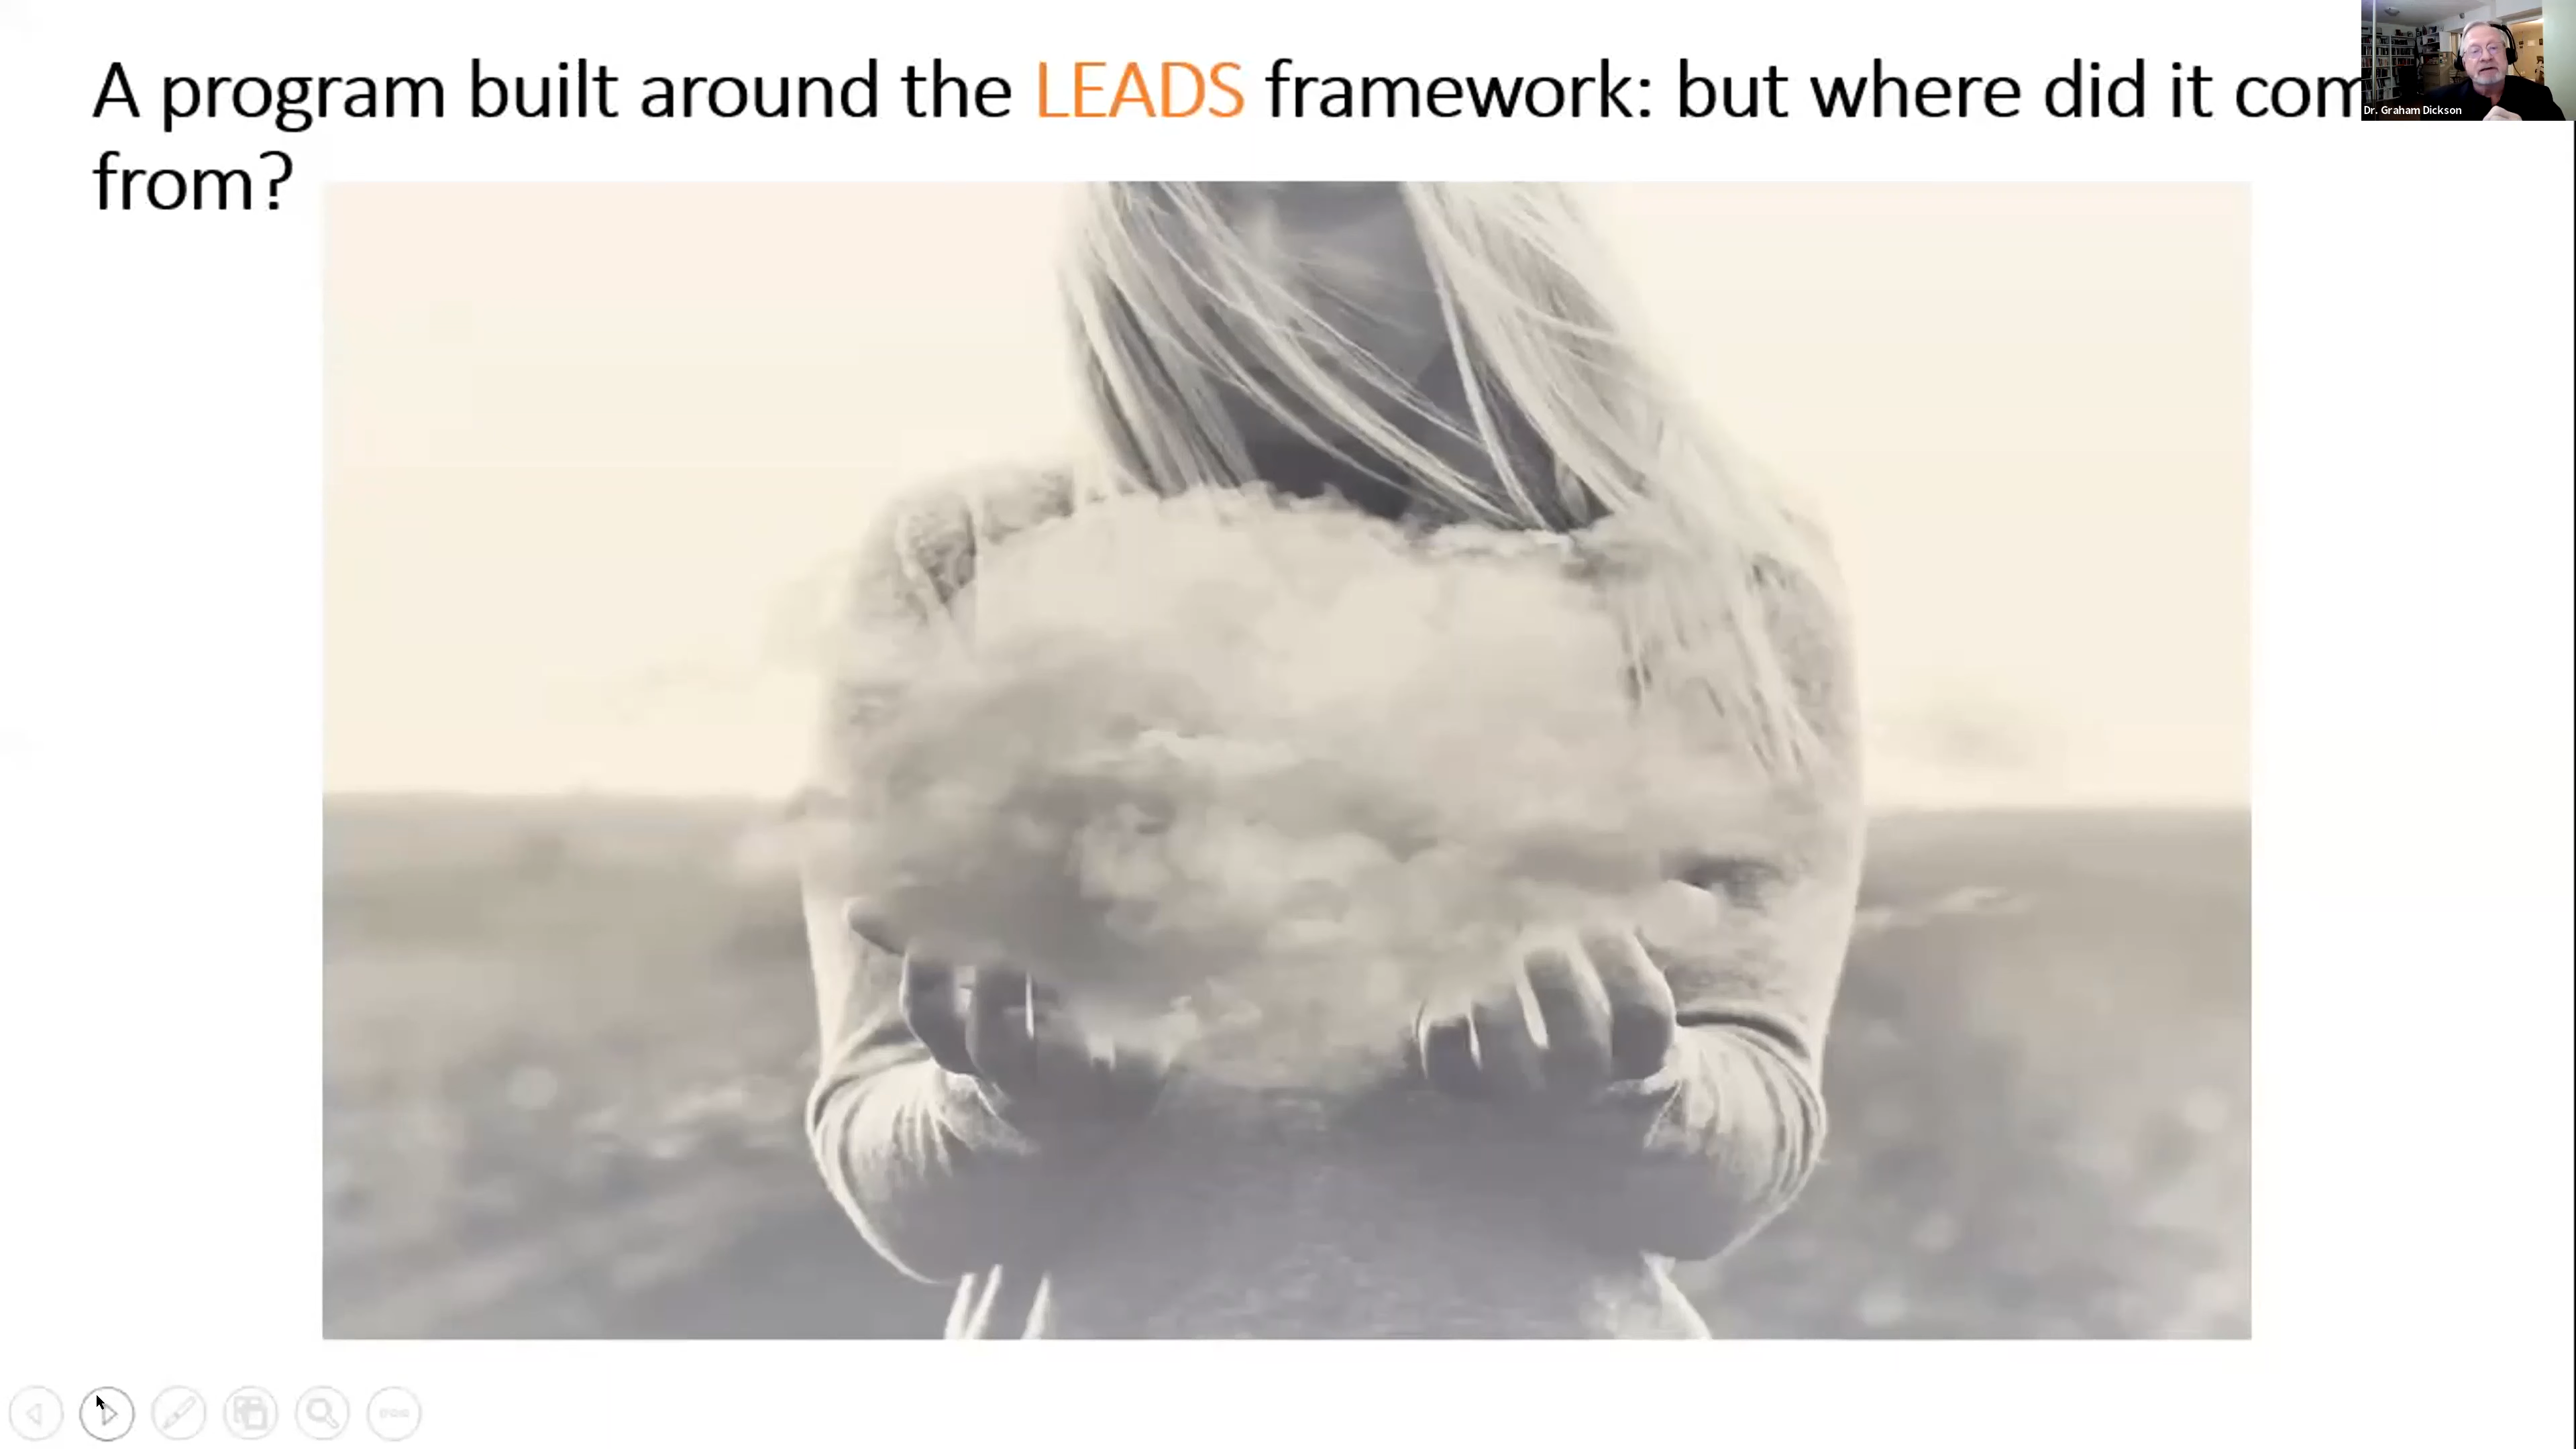 A program built around the LEADS framework: but where did it com
from?
Dr. Graham Dickson